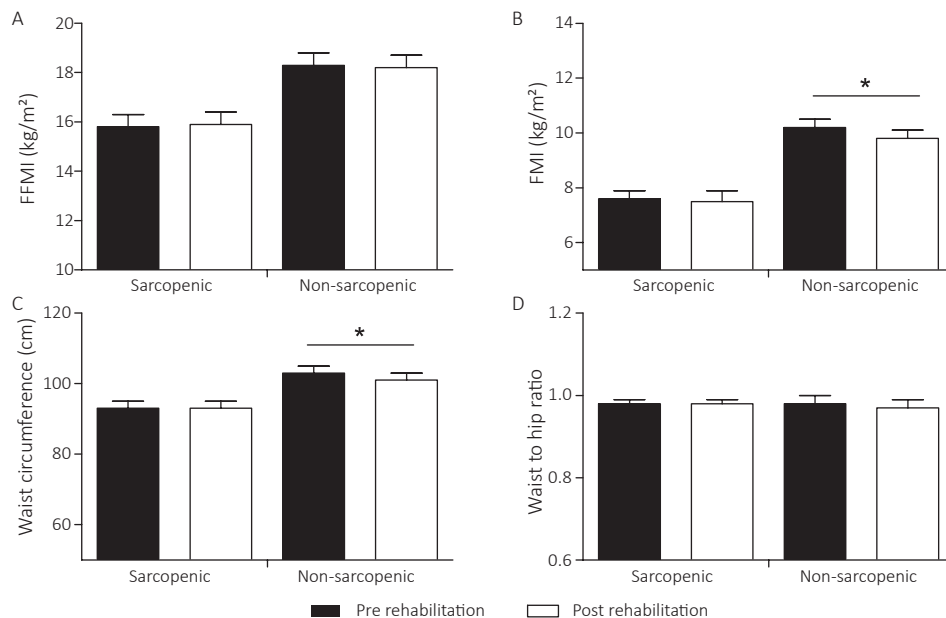 A
FFMI (kg/m²)
20
18
16
14
12
10
Sarcopenic
Non-sarcopenic
B
FMI (kg/m²)
14
12
10
8
6
*
Sarcopenic
Non-sarcopenic
C
Waist circumference (cm)
120
100
80
60
*
Sarcopenic
Non-sarcopenic
D
Waist to hip ratio
1.2
1.0
0.8
0.6
Sarcopenic
Non-sarcopenic
Pre rehabilitation
Post rehabilitation